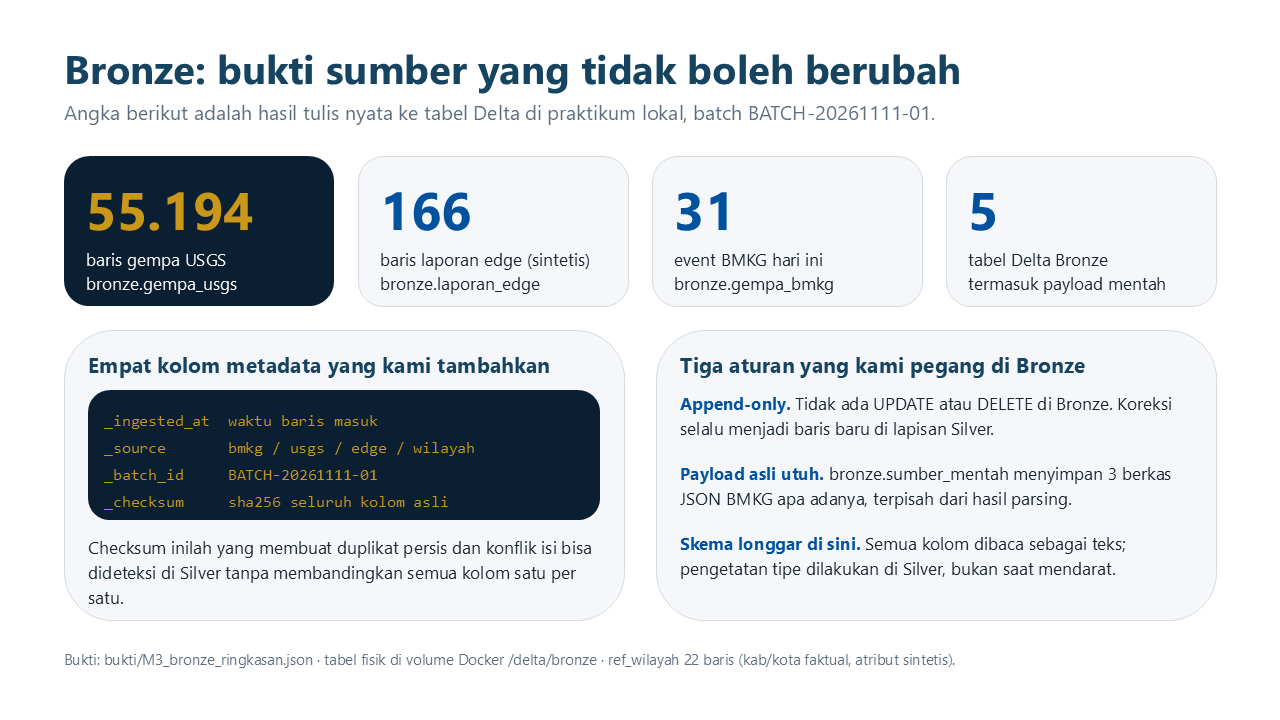 Bronze: bukti sumber yang tidak boleh berubah
Angka berikut adalah hasil tulis nyata ke tabel Delta di praktikum lokal, batch BATCH-20261111-01.
55.194
baris gempa USGS
bronze.gempa_usgs
166
baris laporan edge (sintetis)
bronze.laporan_edge
31
event BMKG hari ini
bronze.gempa_bmkg
5
tabel Delta Bronze
termasuk payload mentah
Empat kolom metadata yang kami tambahkan
_ingested_at waktu baris masuk
_source bmkg / usgs / edge / wilayah
_batch_id BATCH-20261111-01
_checksum sha256 seluruh kolom asli
Checksum inilah yang membuat duplikat persis dan konflik isi bisa
dideteksi di Silver tanpa membandingkan semua kolom satu per
satu.
Tiga aturan yang kami pegang di Bronze
Append-only. Tidak ada UPDATE atau DELETE di Bronze. Koreksi
selalu menjadi baris baru di lapisan Silver.
Payload asli utuh. bronze.sumber_mentah menyimpan 3 berkas
JSON BMKG apa adanya, terpisah dari hasil parsing.
Skema longgar di sini. Semua kolom dibaca sebagai teks;
pengetatan tipe dilakukan di Silver, bukan saat mendarat.
Bukti: bukti/M3_bronze_ringkasan.json · tabel fisik di volume Docker /delta/bronze · ref_wilayah 22 baris (kab/kota faktual, atribut sintetis).